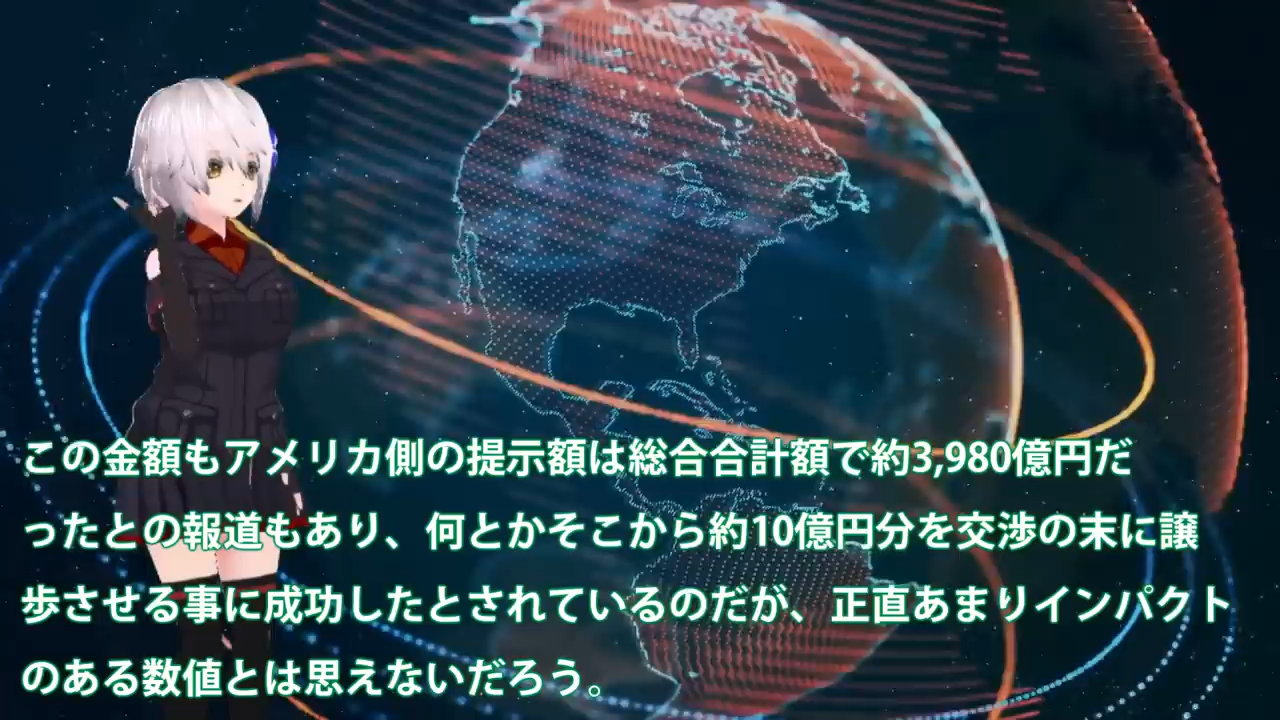 この金額もアメリカ側の提示額は総合合計額で約3,980億円だ
ったとの報道もあり、何とかそこから約10億円分を交渉の末に譲
歩させる事に成功したとされているのだが、正直あまりインパクト
のある数値とは思えないだろう。